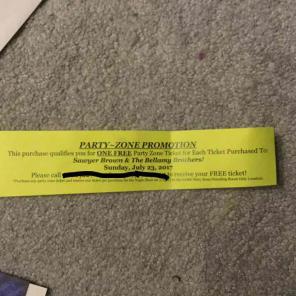 PARTY~ZONE PROMOTION
This purchase qualifies you for ONE FREE Party Zone Ticket for Each Ticket Purchased To:
Sawyer Brown & The Bellamy Brothers!
Sunday, July 23, 2017
Please call to receive your FREE ticket!